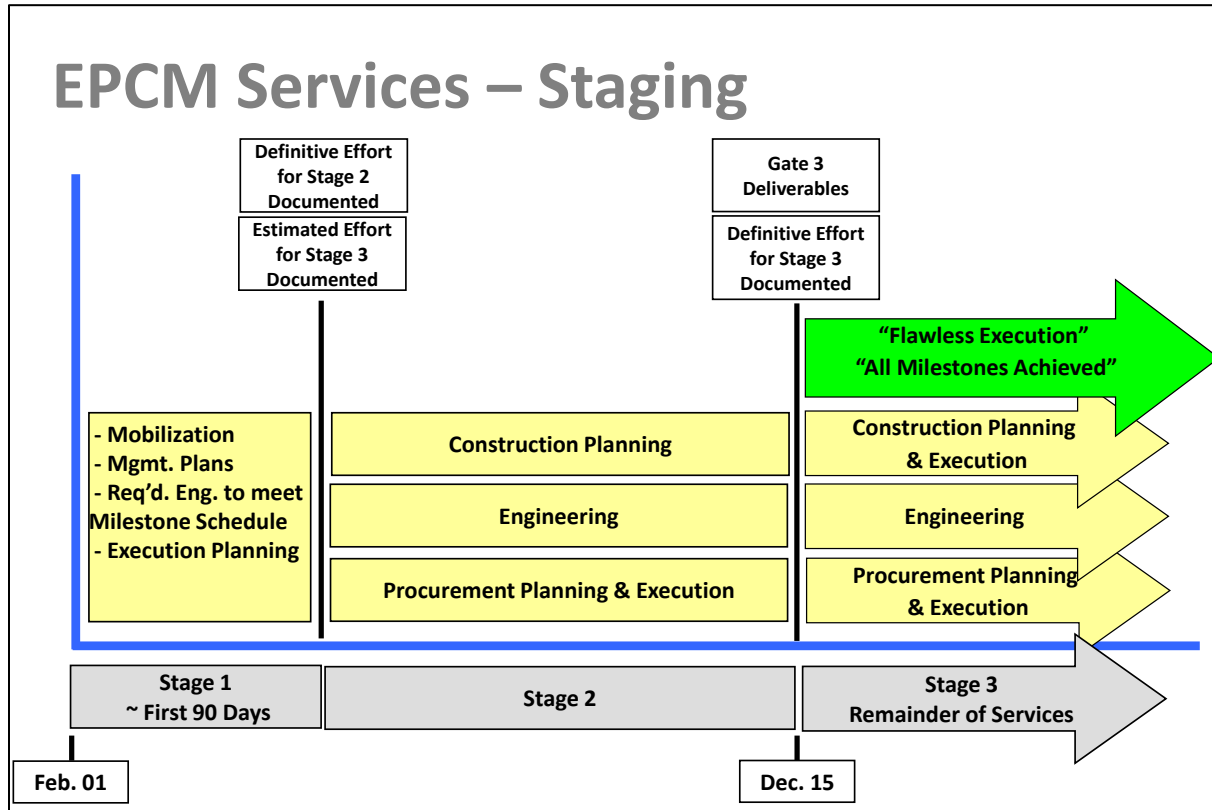 EPCM Services – Staging
Definitive Effort
for Stage 2
Documented
Estimated Effort
for Stage 3
Documented
Gate 3
Deliverables
Definitive Effort
for Stage 3
Documented
“Flawless Execution”
“All Milestones Achieved”
- Mobilization
- Mgmt. Plans
- Req’d. Eng. to meet
Milestone Schedule
- Execution Planning
Construction Planning
Engineering
Procurement Planning & Execution
Construction Planning
& Execution
Engineering
Procurement Planning
& Execution
Stage 1
~ First 90 Days
Stage 2
Stage 3
Remainder of Services
Feb. 01
Dec. 15